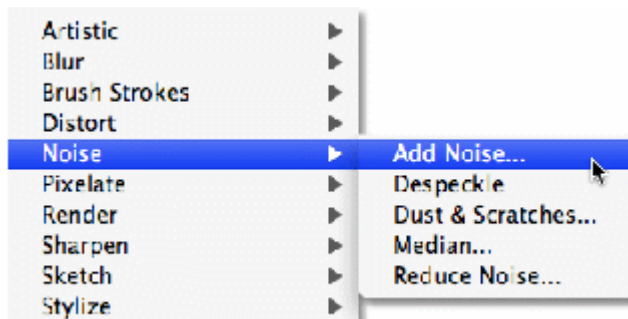 Artistic
Blur
Brush Strokes
Distort
Noise
Pixelate
Render
Sharpen
Sketch
Stylize
Add Noise...
Despeckle
Dust & Scratches...
Median...
Reduce Noise...